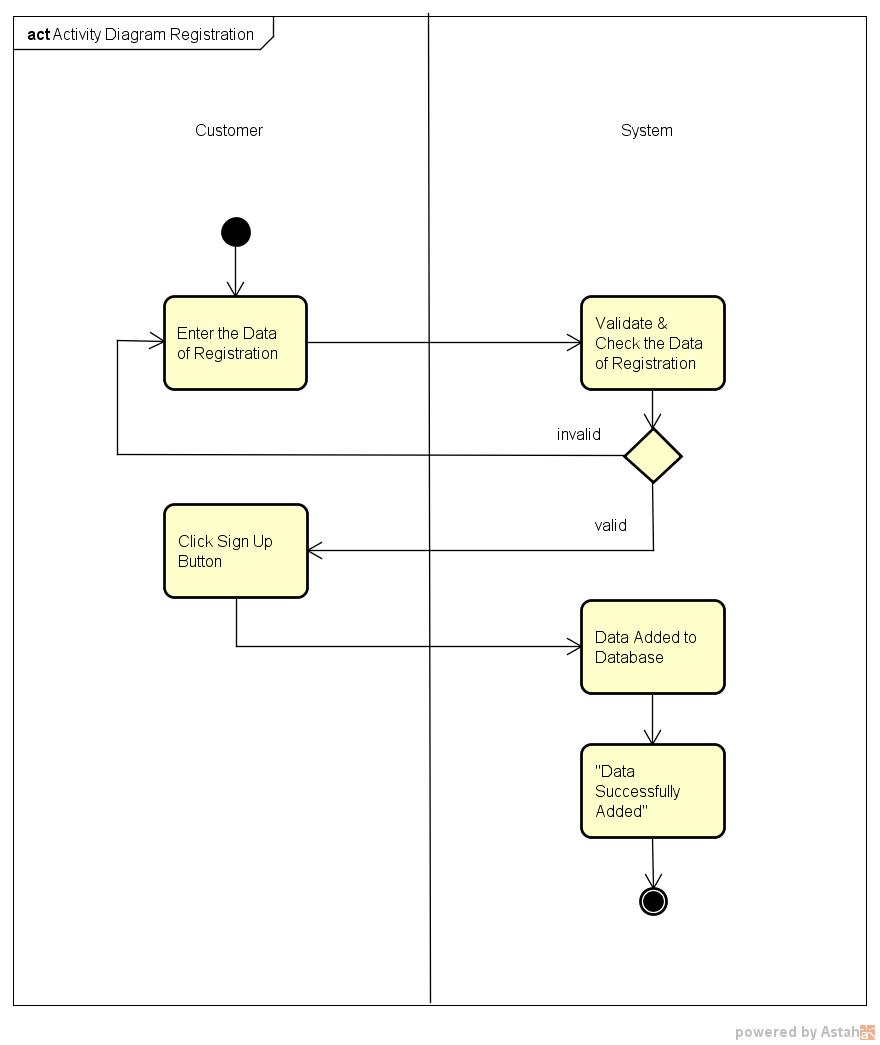 act Activity Diagram Registration
Customer
System
Enter the Data
of Registration
Validate &
Check the Data
of Registration
invalid
valid
Click Sign Up
Button
Data Added to
Database
"Data
Successfully
Added"
powered by Astah